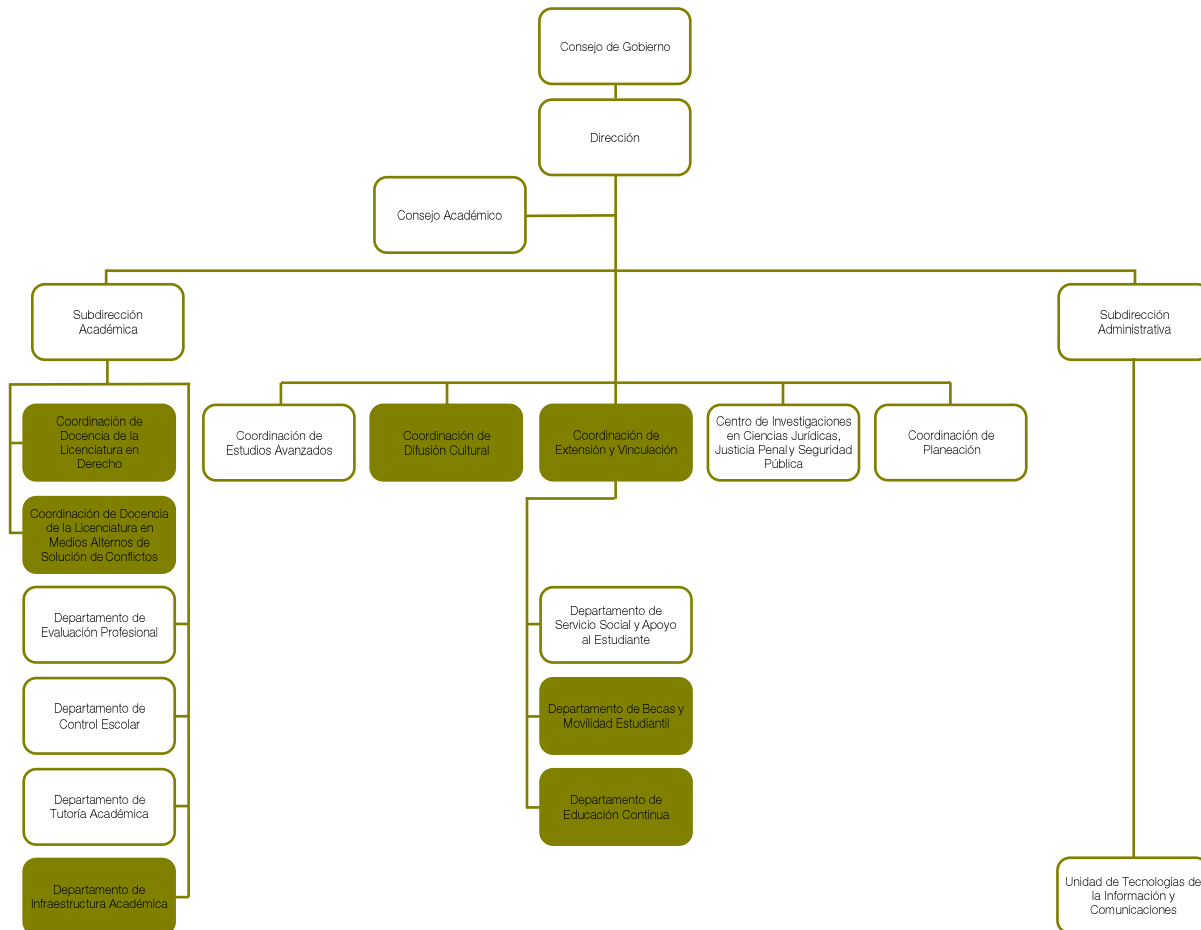 Consejo de Gobierno
Dirección
Consejo Académico
Subdirección
Académica
Subdirección
Administrativa
Coordinación de
Docencia de la
Licenciatura en
Derecho
Coordinación de
Estudios Avanzados
Coordinación de
Difusión Cultural
Coordinación de
Extensión y Vinculación
Centro de Investigaciones
en Ciencias Jurídicas,
Justicia Penal y Seguridad
Pública
Coordinación de
Planeación
Coordinación de Docencia
de la Licenciatura en
Medios Alternos de
Solución de Conflictos
Departamento de
Evaluación Profesional
Departamento de
Servicio Social y Apoyo
al Estudiante
Departamento de
Control Escolar
Departamento de Becas y
Movilidad Estudiantil
Departamento de
Tutoría Académica
Departamento de
Educación Continua
Departamento de
Infraestructura Académica
Unidad de Tecnologías de
la Información y
Comunicaciones